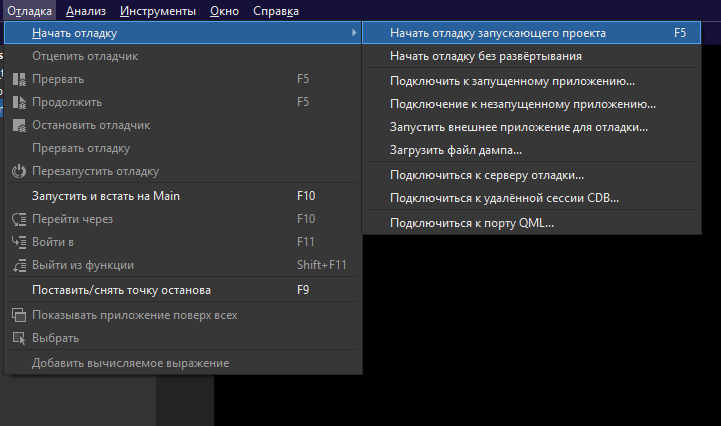 Отладка Анализ Инструменты Окно Справка
Начать отладку
Отцепить отладчик
Прервать F5
Продолжить F5
Остановить отладчик
Прервать отладку
Перезапустить отладку
Запустить и встать на Main F10
Перейти через F10
Войти в F11
Выйти из функции Shift+F11
Поставить/снять точку останова F9
Показывать приложение поверх всех
Выбрать
Добавить вычисляемое выражение
Начать отладку запускающего проекта F5
Начать отладку без развёртывания
Подключить к запущенному приложению...
Подключение к незапущенному приложению...
Запустить внешнее приложение для отладки...
Загрузить файл дампа...
Подключиться к серверу отладки...
Подключиться к удалённой сессии CDB...
Подключиться к порту QML...